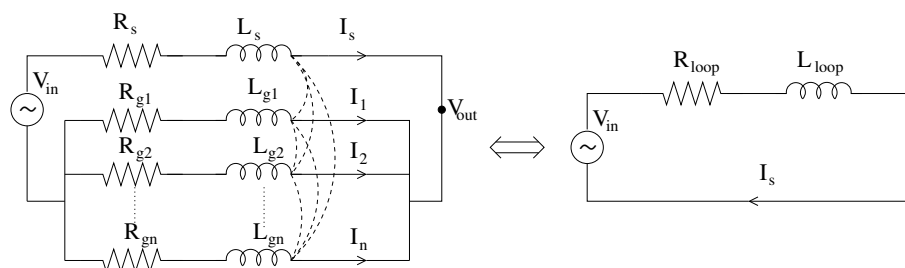 R_s L_s I_s
V_in R_g1 L_g1 I_1 V_out
R_g2 L_g2 I_2
R_gn L_gn I_n
R_loop L_loop
V_in
I_s